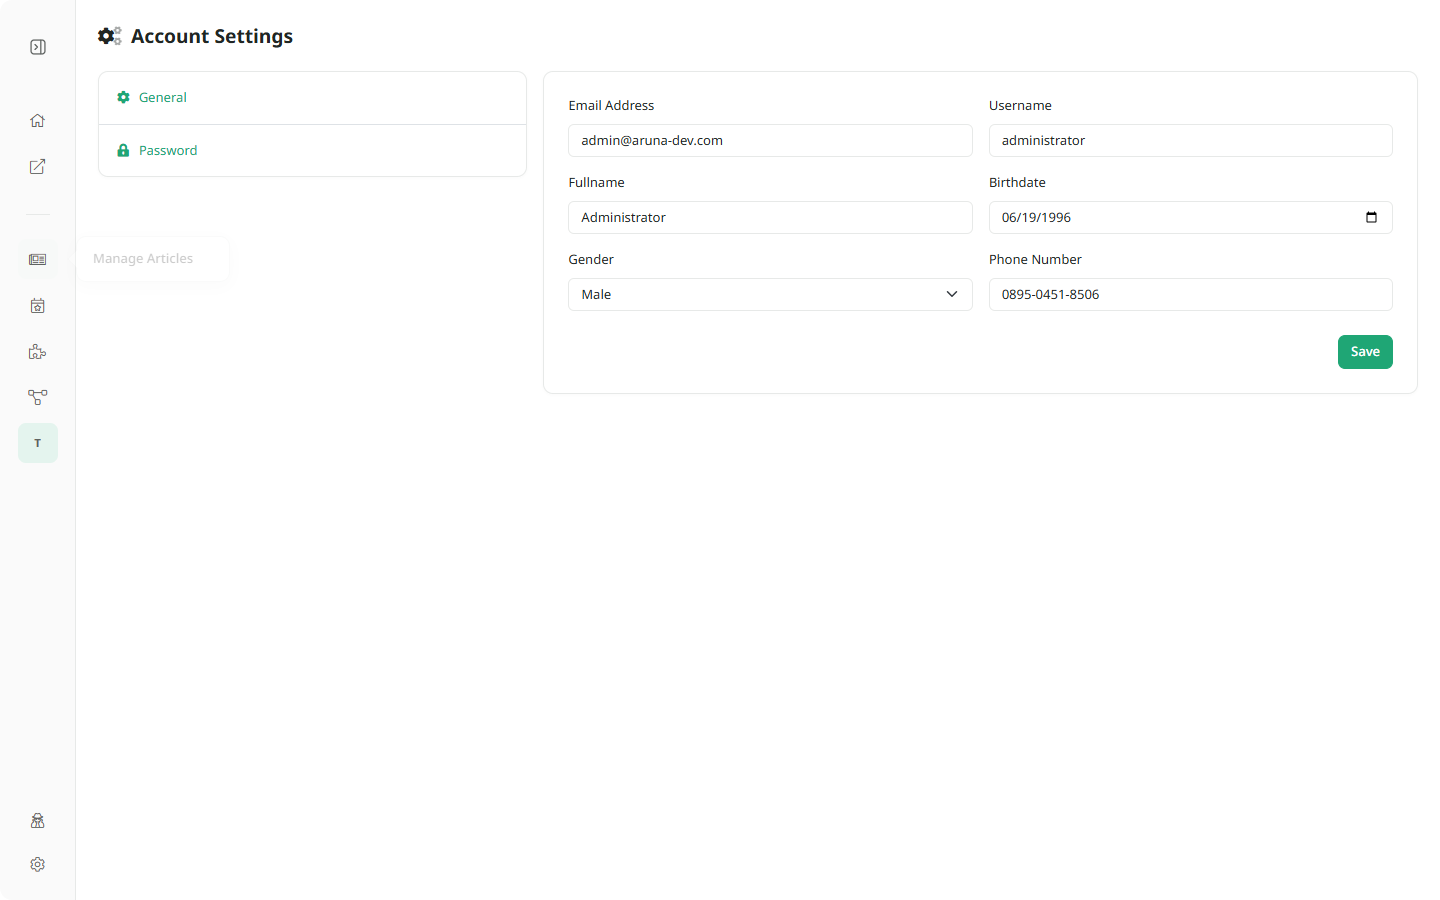 Account Settings
General
Password
Email Address
admin@aruna-dev.com
Username
administrator
Fullname
Administrator
Birthdate
06/19/1996
Gender
Male
Phone Number
0895-0451-8506
Save
Manage Articles
T